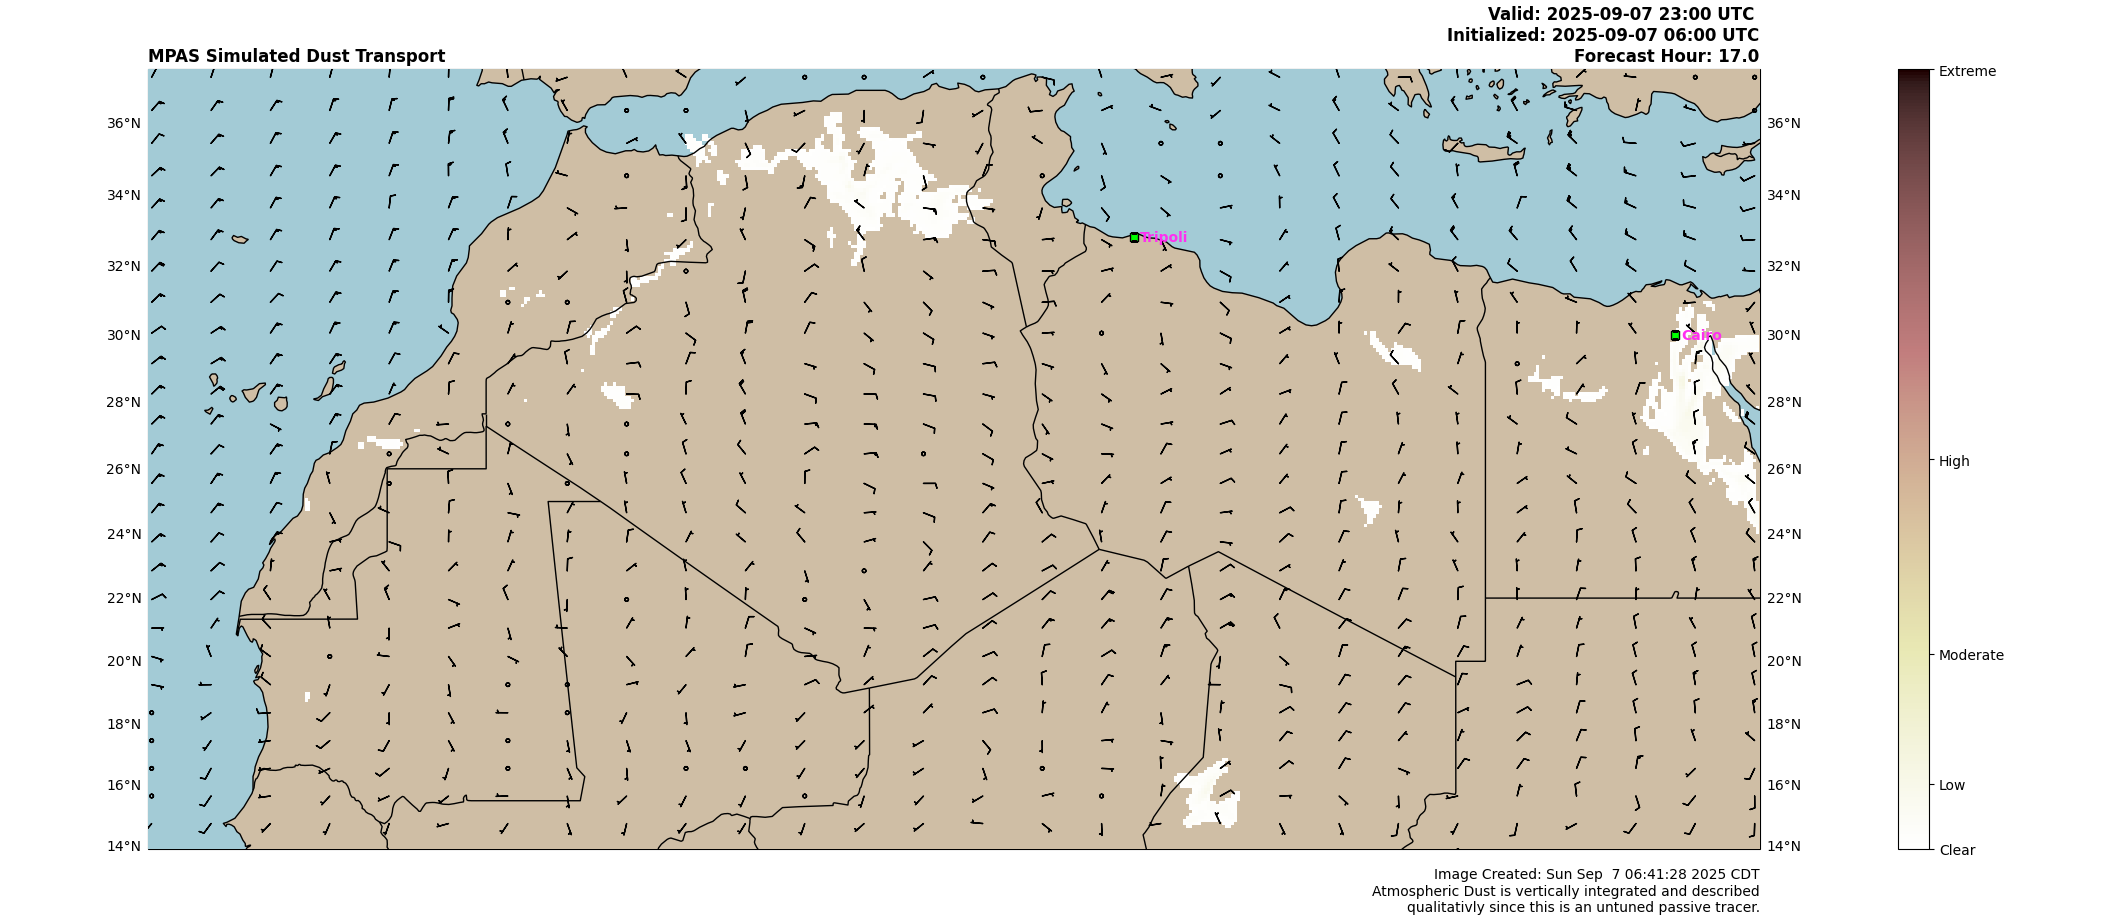 Valid: 2025-09-07 23:00 UTC
Initialized: 2025-09-07 06:00 UTC
MPAS Simulated Dust Transport
Forecast Hour: 17.0
Extreme
36°N
36°N
34°N
34°N
Tripoli
32°N
32°N
30°N
Cairo
30°N
28°N
28°N
High
26°N
26°N
24°N
24°N
22°N
22°N
Moderate
20°N
20°N
18°N
18°N
16°N
16°N
Low
14°N
14°N
Clear
Image Created: Sun Sep  7 06:41:28 2025 CDT
Atmospheric Dust is vertically integrated and described
qualitativly since this is an untuned passive tracer.